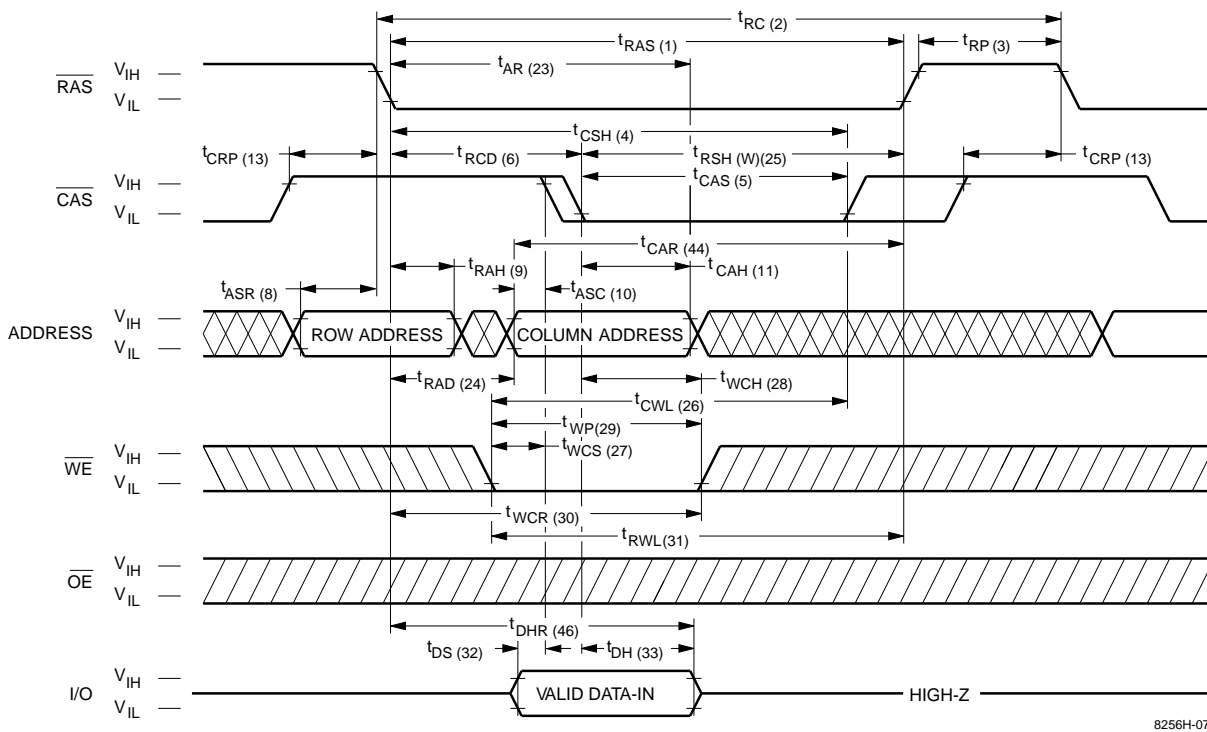 tRC (2)
tRAS (1)
tRP (3)
tAR (23)
RAS
VIH
VIL
tCSH (4)
tCRP (13)
tRCD (6)
tRSH (W)(25)
tCRP (13)
tCAS (5)
CAS
VIH
VIL
tCAR (44)
tRAH (9)
tCAH (11)
tASR (8)
tASC (10)
ADDRESS
VIH
VIL
ROW ADDRESS
COLUMN ADDRESS
tRAD (24)
tWCH (28)
tCWL (26)
tWP(29)
tWCS (27)
WE
VIH
VIL
tWCR (30)
tRWL(31)
OE
VIH
VIL
tDHR (46)
tDS (32)
tDH (33)
I/O
VIH
VIL
VALID DATA-IN
HIGH-Z
8256H-07